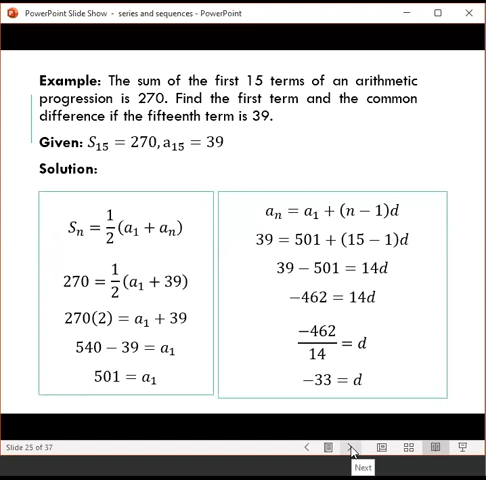 PowerPoint Slide Show - series and sequences - PowerPoint
Example: The sum of the first 15 terms of an arithmetic
progression is 270. Find the first term and the common
difference if the fifteenth term is 39.
Given: S₁₅ = 270, a₁₅ = 39
Solution:
Sₙ = 1/2 (a₁ + aₙ)
270 = 1/2 (a₁ + 39)
270(2) = a₁ + 39
540 − 39 = a₁
501 = a₁
aₙ = a₁ + (n − 1)d
39 = 501 + (15 − 1)d
39 − 501 = 14d
−462 = 14d
−462/14 = d
−33 = d
Slide 25 of 37
Next